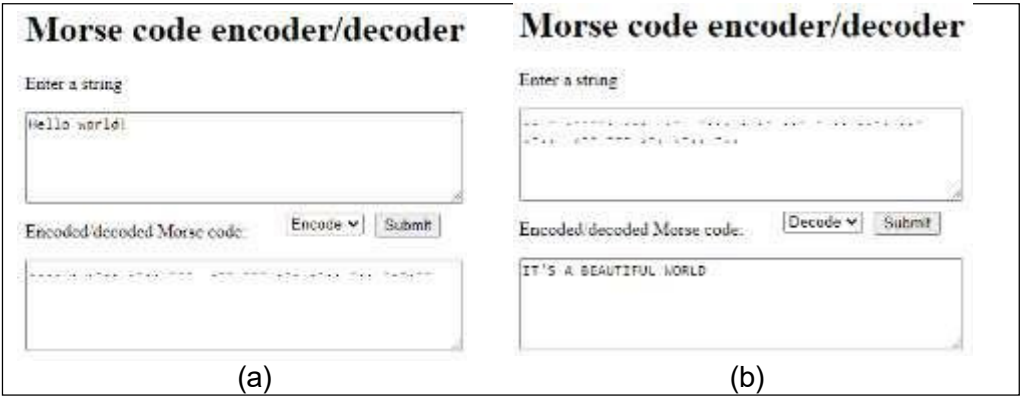 Morse code encoder/decoder
Enter a string
Hello world!
Encoded/decoded Morse code: Encode Submit
.... . .-.. .-.. ---  .-- --- .-. .-.. -.. -.-.--
(a)
Morse code encoder/decoder
Enter a string
.. - .----. ...  .-  -... . .- ..- - .. ..-. ..-
.-..  .-- --- .-. .-.. -..
Encoded/decoded Morse code: Decode Submit
IT'S A BEAUTIFUL WORLD
(b)